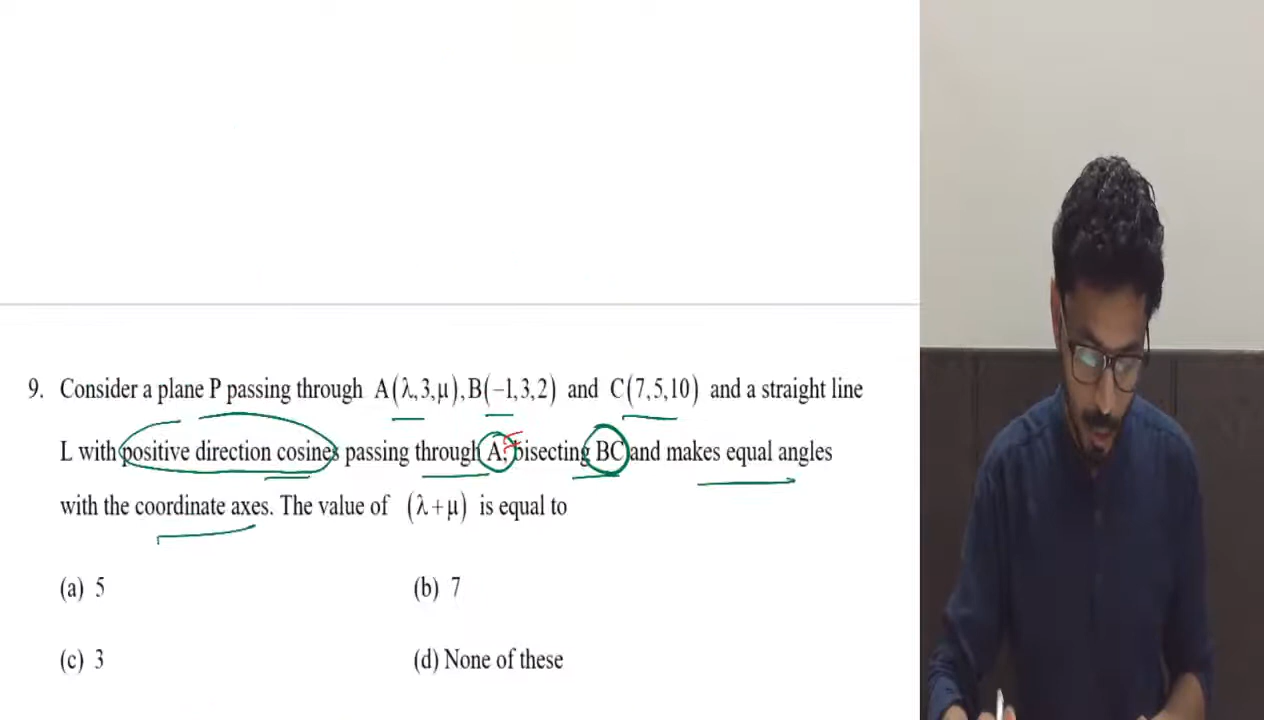 9. Consider a plane P passing through A(λ,3,μ),B(−1,3,2) and C(7,5,10) and a straight line
L with positive direction cosines passing through A, bisecting BC and makes equal angles
with the coordinate axes. The value of (λ+μ) is equal to
(a) 5 (b) 7
(c) 3 (d) None of these